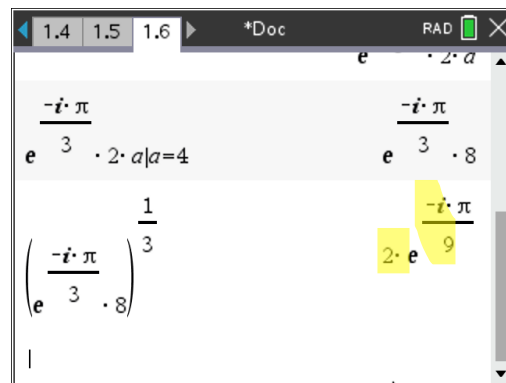 1.4 1.5 1.6 *Doc RAD
e · 2· a
e^(-i·π/3) · 2· a|a=4 e^(-i·π/3) · 8
(e^(-i·π/3) · 8)^(1/3) 2· e^(-i·π/9)